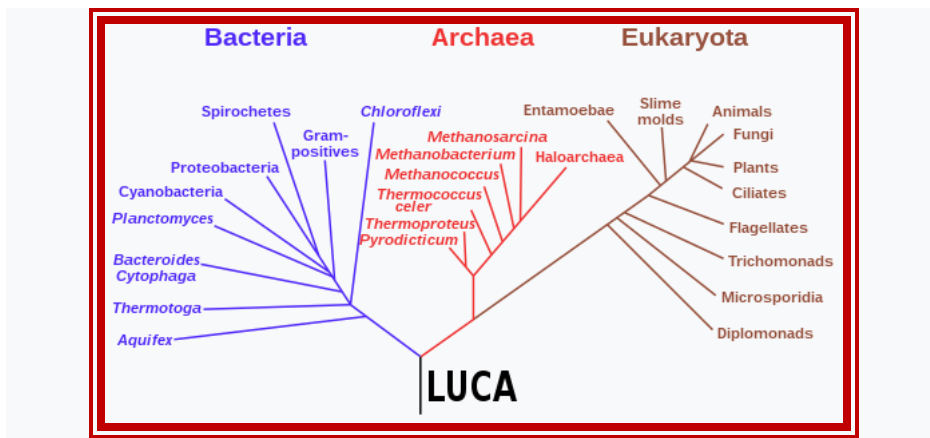 Bacteria
Archaea
Eukaryota
Spirochetes
Chloroflexi
Gram-
positives
Proteobacteria
Cyanobacteria
Planctomyces
Bacteroides
Cytophaga
Thermotoga
Aquifex
Methanosarcina
Methanobacterium
Haloarchaea
Methanococcus
Thermococcus
celer
Thermoproteus
Pyrodicticum
Entamoebae
Slime
molds
Animals
Fungi
Plants
Ciliates
Flagellates
Trichomonads
Microsporidia
Diplomonads
LUCA